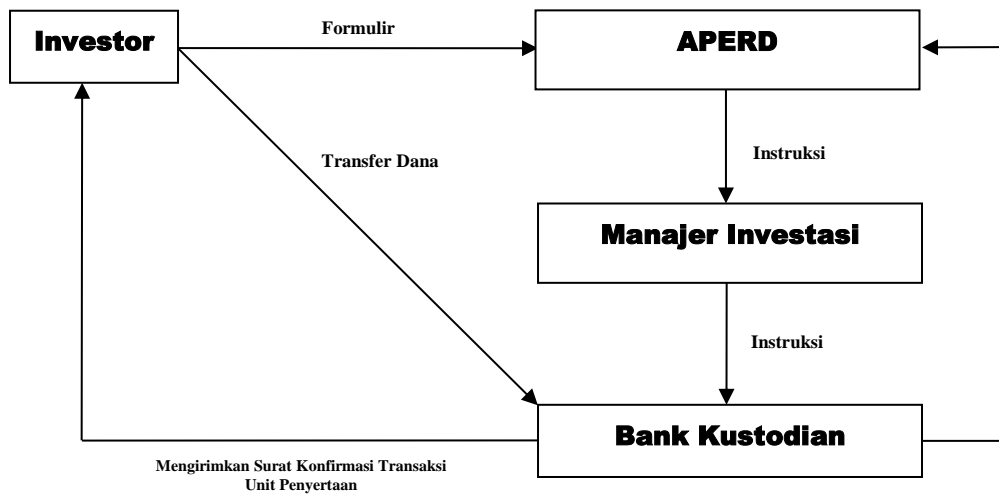 Formulir
Investor
APERD
Transfer Dana
Instruksi
Manajer Investasi
Instruksi
Bank Kustodian
Mengirimkan Surat Konfirmasi Transaksi
Unit Penyertaan